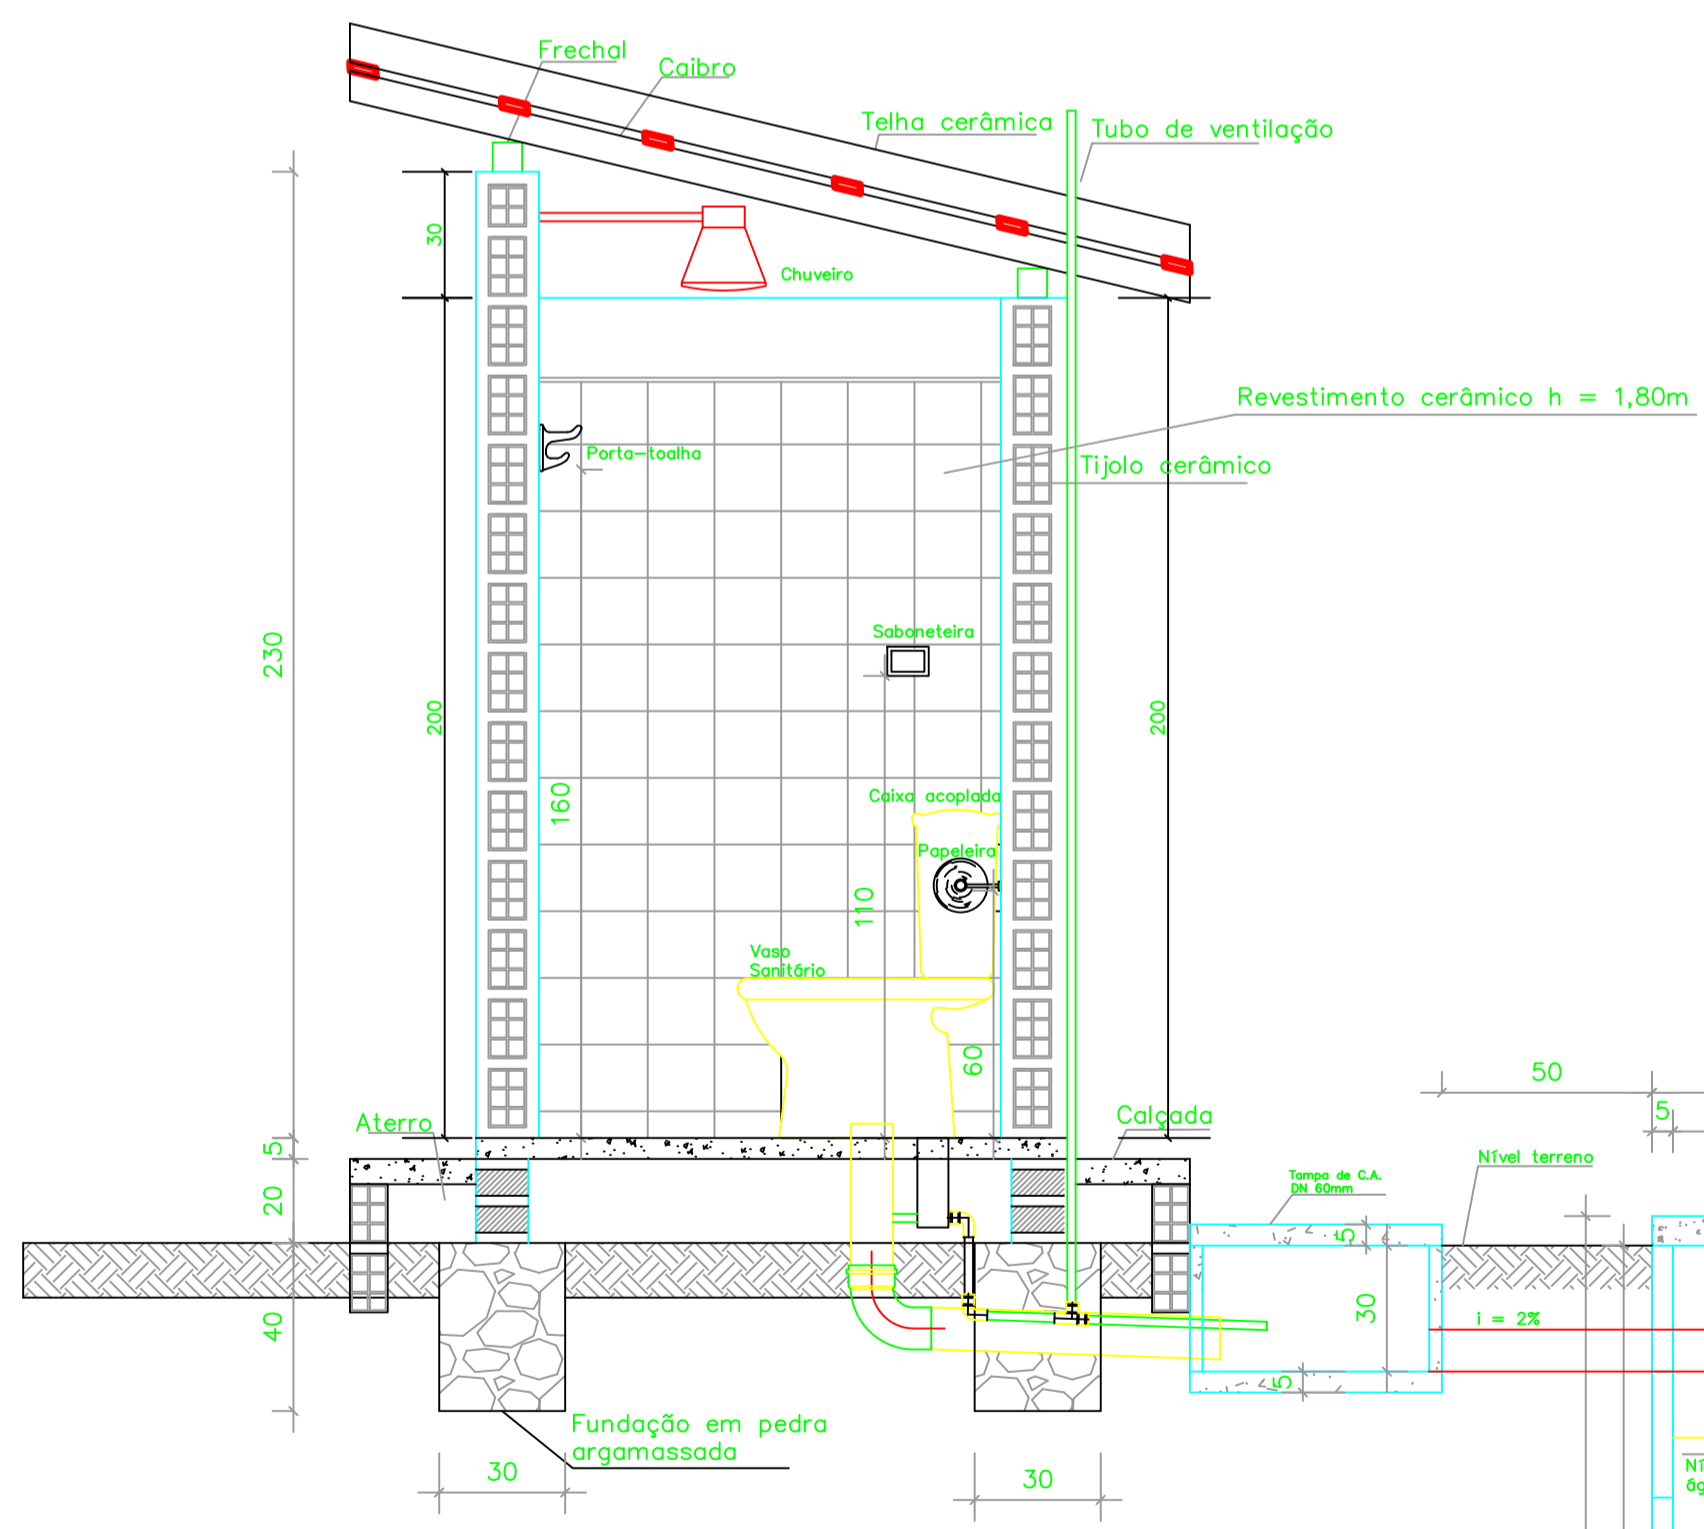 Frechal
Caibro
Telha cerâmica
Tubo de ventilação
30
Chuveiro
Revestimento cerâmico h = 1,80m
Porta-toalha
Tijolo cerâmico
Saboneteira
230
200
200
160
Caixa acoplada
Papeleira
110
Vaso
Sanitário
60
50
5
Aterro
Calçada
5
Nível terreno
Tampa de C.A.
DN 60mm
20
5
40
30
i = 2%
5
Fundação em pedra
argamassada
30
30